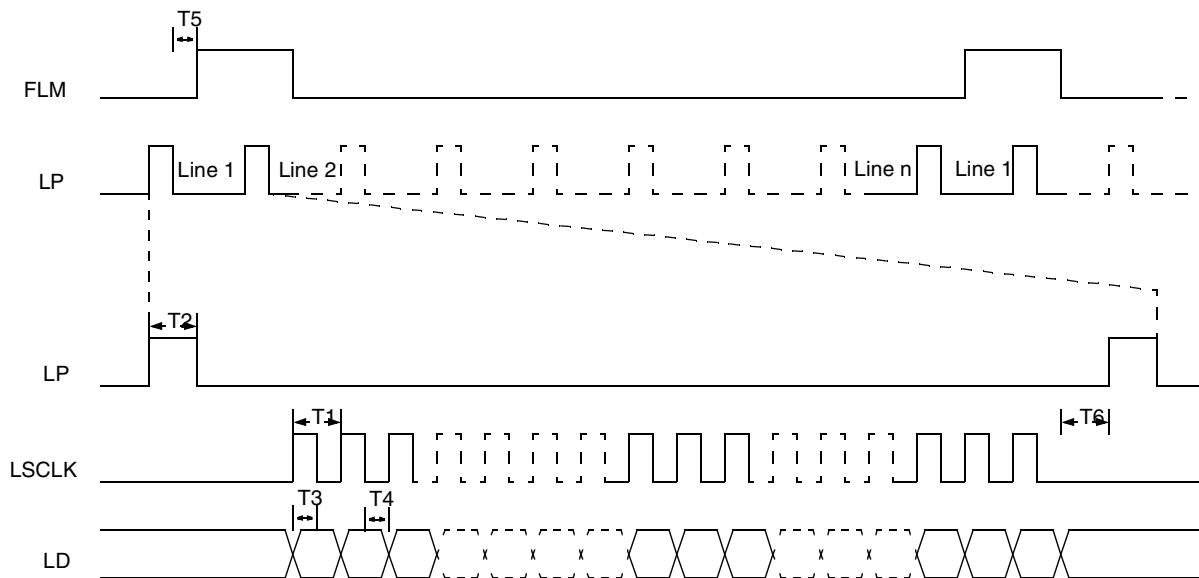 T5
FLM
LP
Line 1
Line 2
Line n
Line 1
T2
LP
T1
T6
LSCLK
T3
T4
LD